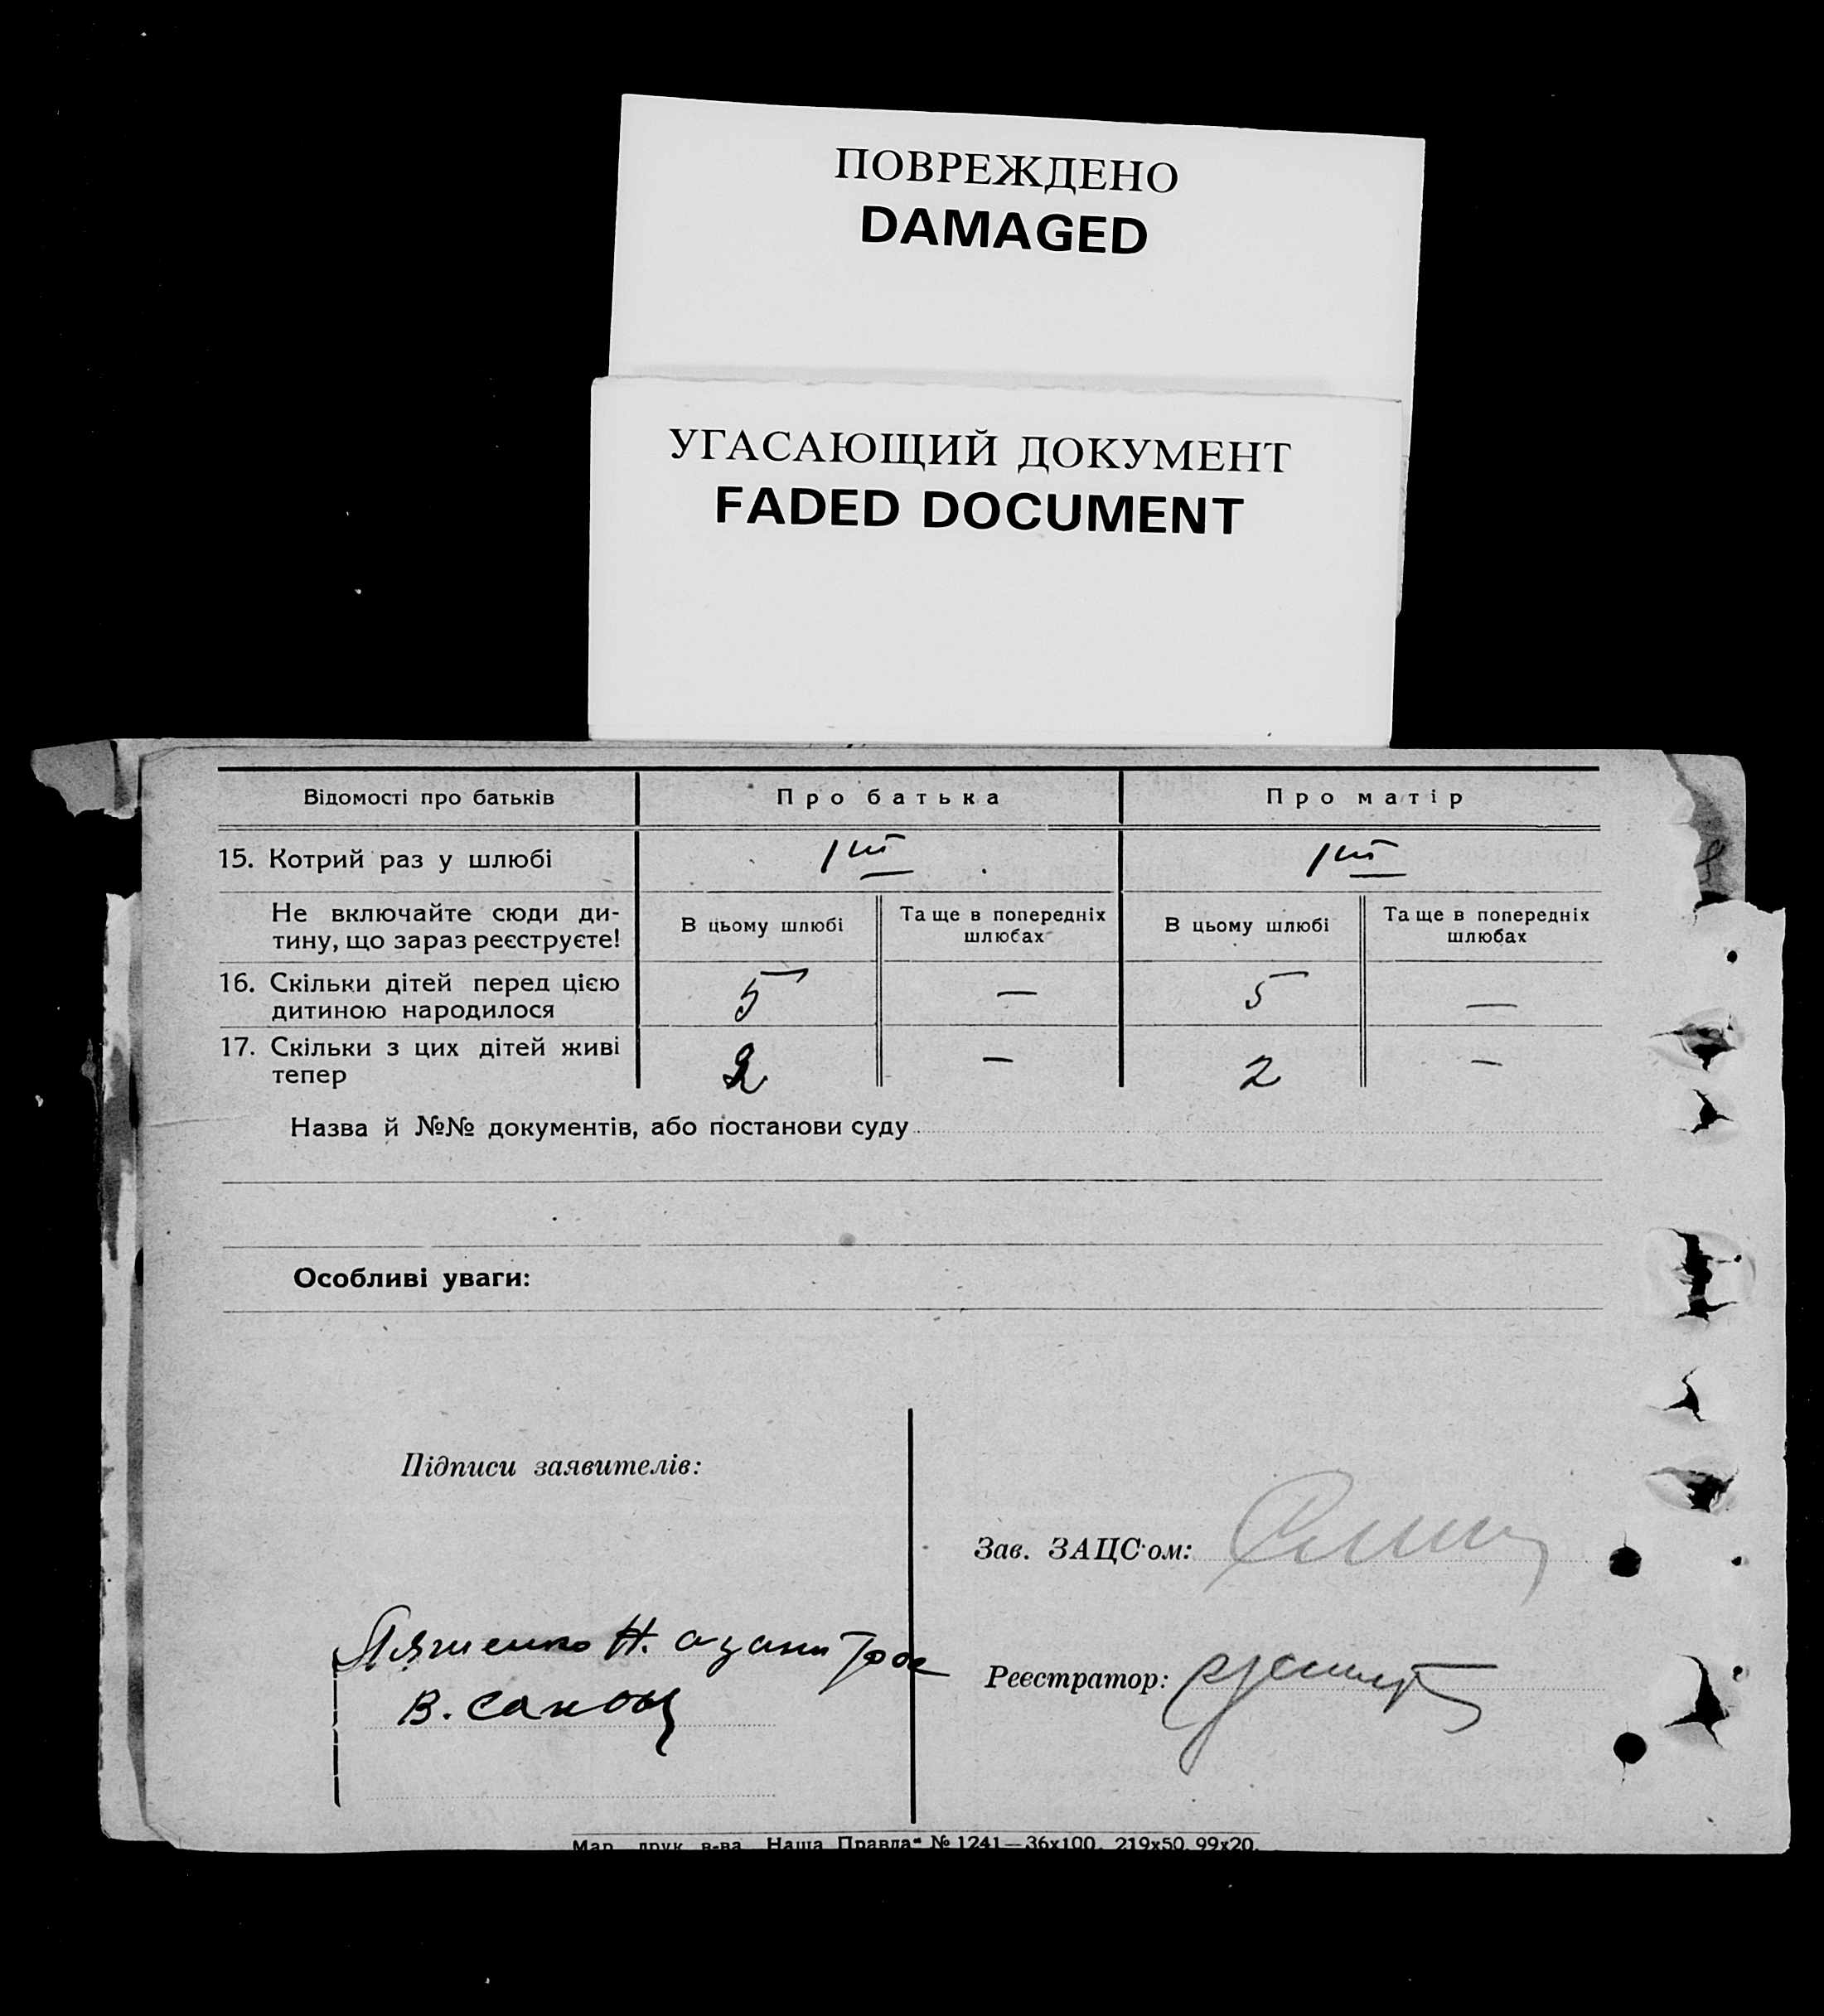 ПОВРЕЖДЕНО
DAMAGED
УГАСАЮЩИЙ ДОКУМЕНТ
FADED DOCUMENT
Відомості про батьків
Про батька
Про матір
15. Котрий раз у шлюбі
1ий
1ий
Не включайте сюди ди-
тину, що зараз реєструєте!
В цьому шлюбі
Та ще в попередніх
шлюбах
В цьому шлюбі
Та ще в попередніх
шлюбах
16. Скільки дітей перед цією
дитиною народилося
5
—
5
—
17. Скільки з цих дітей живі
тепер
2
—
2
—
Назва й №№ документів, або постанови суду
Особливі уваги:
Підписи заявителів:
Зав. ЗАЦС'ом:
Н.
Реєстратор:
В.
Мар. друк. в-ва „Наша Правда“ № 1241—36х100. 219х50. 99х20.